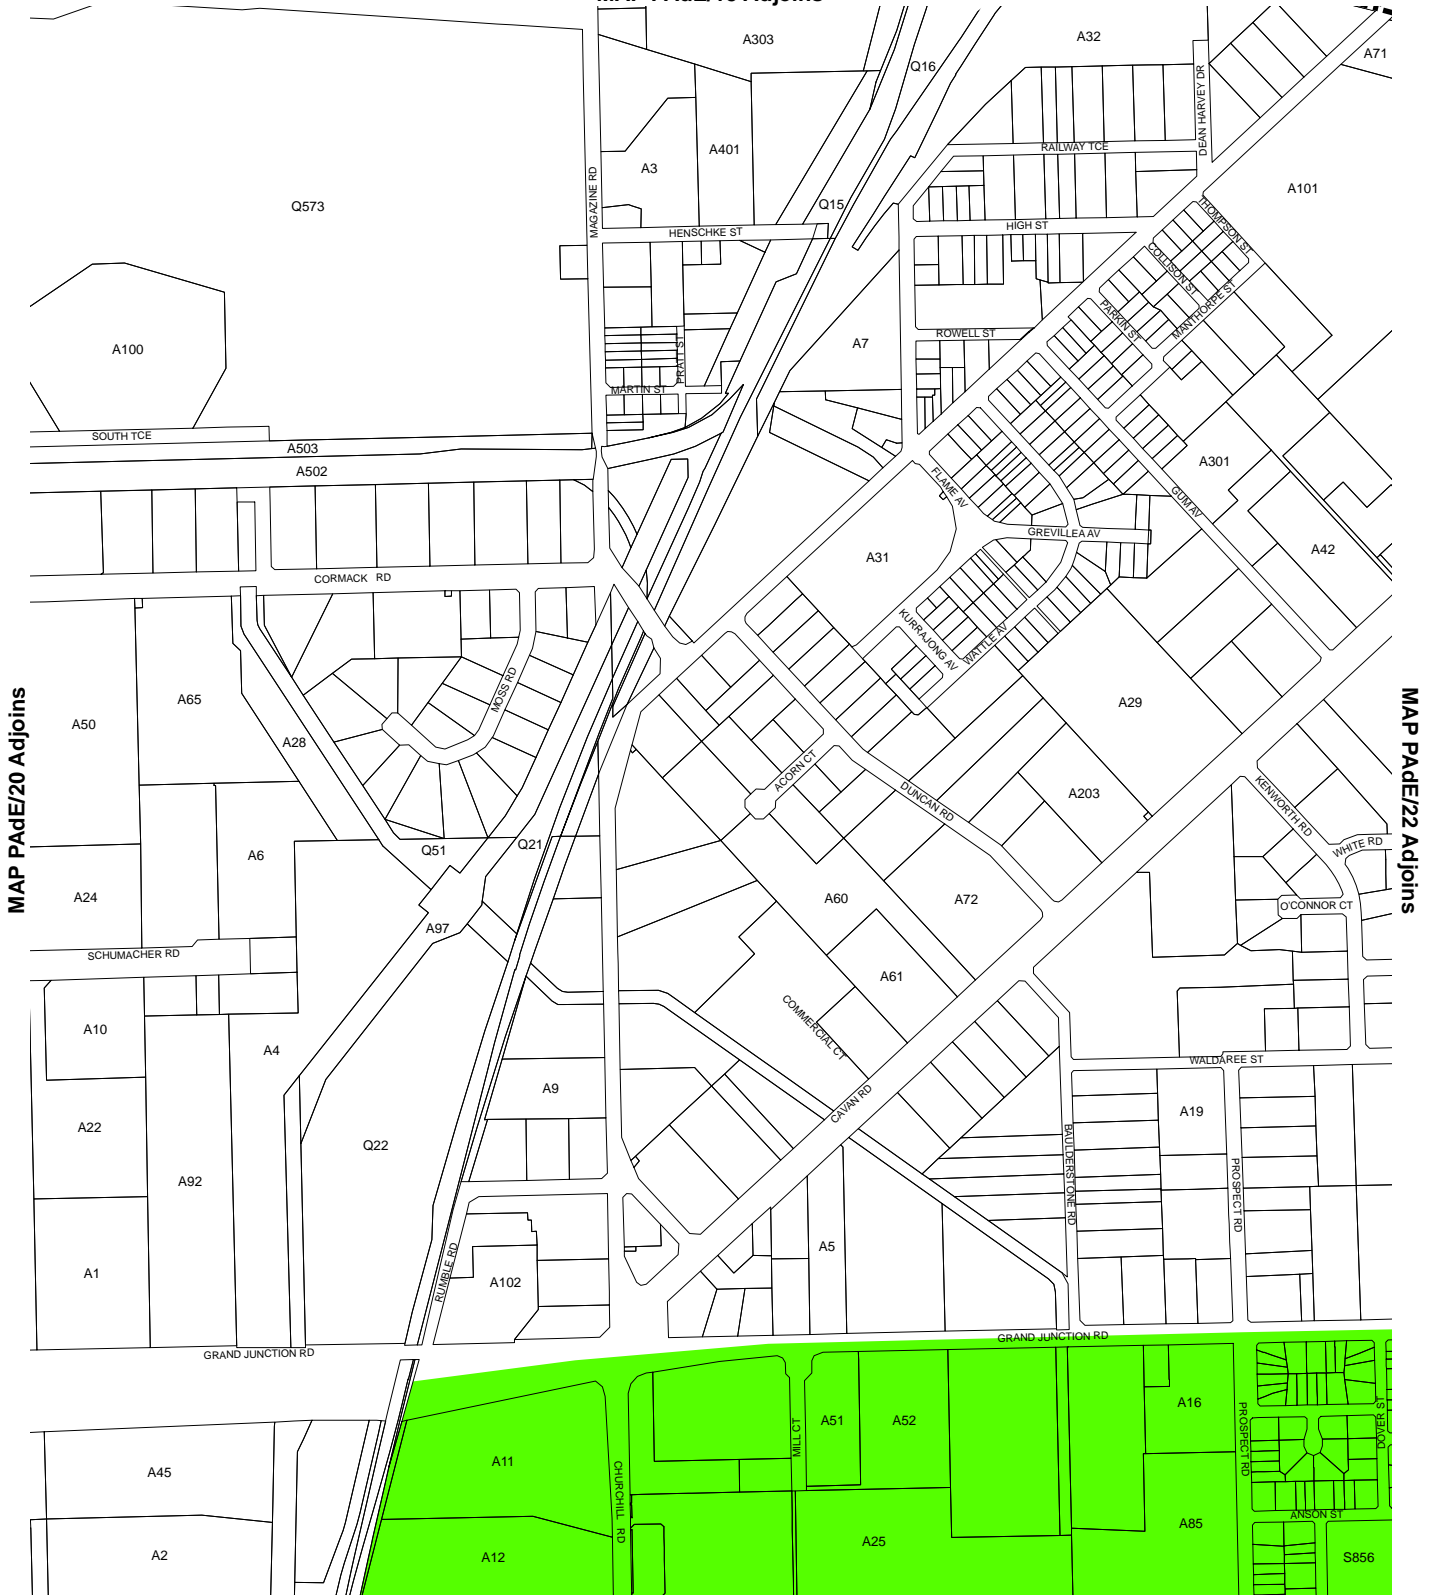 A303
A32
A71
Q16
DEAN HARVEY DR
RAILWAY TCE
A401
A3
A101
Q573
MAGAZINE RD
Q15
THOMPSON ST
HENSCHKE ST
HIGH ST
COLLISON ST
MANTHORPE ST
PARKIN ST
ROWELL ST
A7
A100
PRATT ST
MARTIN ST
SOUTH TCE
A503
A502
A301
FLAME AV
GUM AV
GREVILLEA AV
A42
A31
CORMACK RD
KURRAJONG AV
WATTLE AV
MOSS RD
A65
A50
A28
A29
MAP PAdE/20 Adjoins
MAP PAdE/22 Adjoins
ACORN CT
DUNCAN RD
A203
KENWORTH RD
WHITE RD
Q51
Q21
A6
A24
A60
A72
O'CONNOR CT
A97
SCHUMACHER RD
A61
COMMERCIAL CT
A10
A4
WALDAREE ST
A9
CAVAN RD
A19
A22
Q22
BAULDERSTONE RD
PROSPECT RD
A92
A5
A1
RUMBLE RD
A102
GRAND JUNCTION RD
GRAND JUNCTION RD
A16
MILL CT
A51
A52
PROSPECT RD
DOVER ST
A11
A45
CHURCHILL RD
ANSON ST
A85
A25
A2
A12
S856